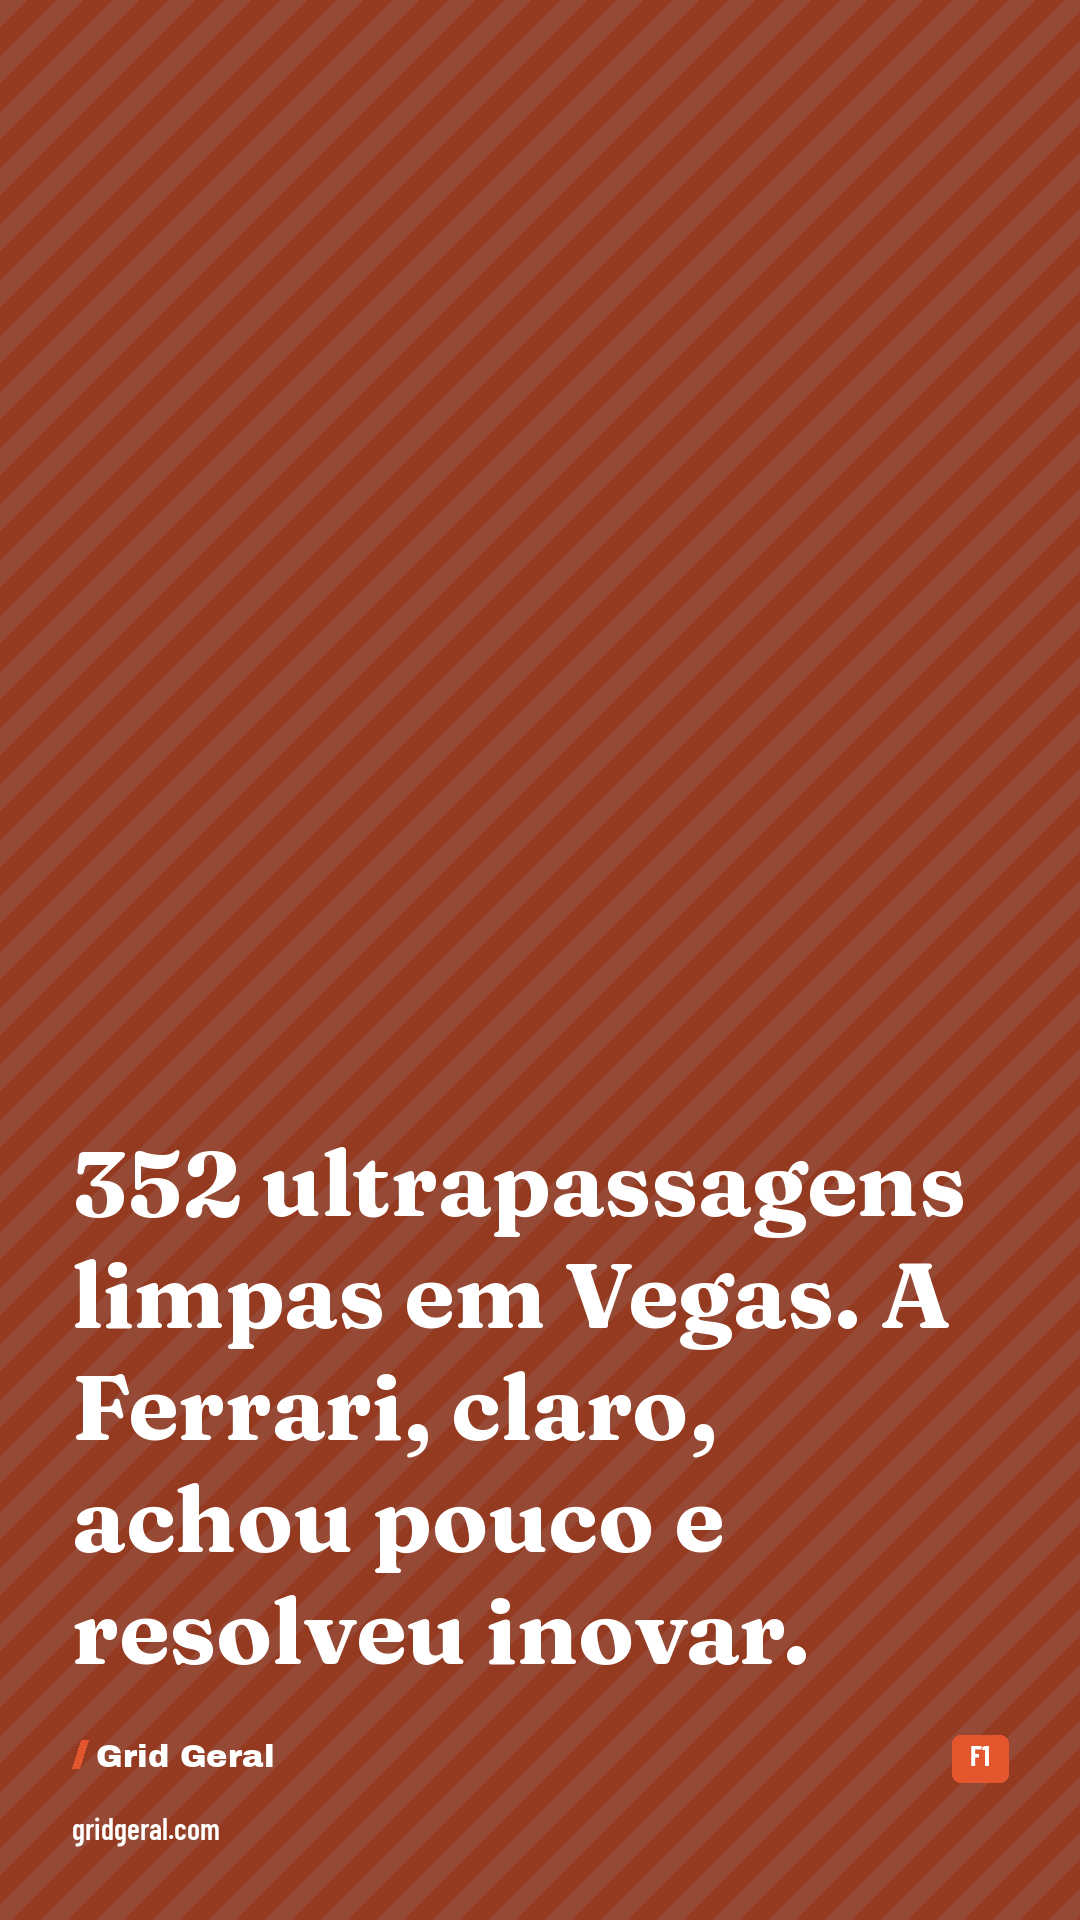 352 ultrapassagens
limpas em Vegas. A
Ferrari, claro,
achou pouco e
resolveu inovar.
/ Grid Geral
F1
gridgeral.com